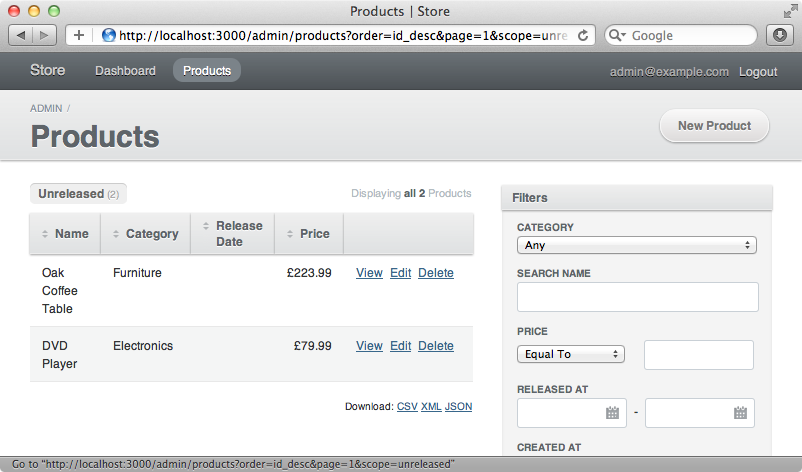 Products | Store
http://localhost:3000/admin/products?order=id_desc&page=1&scope=unre
Google
Store Dashboard Products admin@example.com Logout
ADMIN /
Products
New Product
Unreleased (2) Displaying all 2 Products
Name Category Release Date Price
Oak Coffee Table Furniture £223.99 View Edit Delete
DVD Player Electronics £79.99 View Edit Delete
Download: CSV XML JSON
Filters
CATEGORY
Any
SEARCH NAME
PRICE
Equal To
RELEASED AT
-
CREATED AT
Go to "http://localhost:3000/admin/products?order=id_desc&page=1&scope=unreleased"